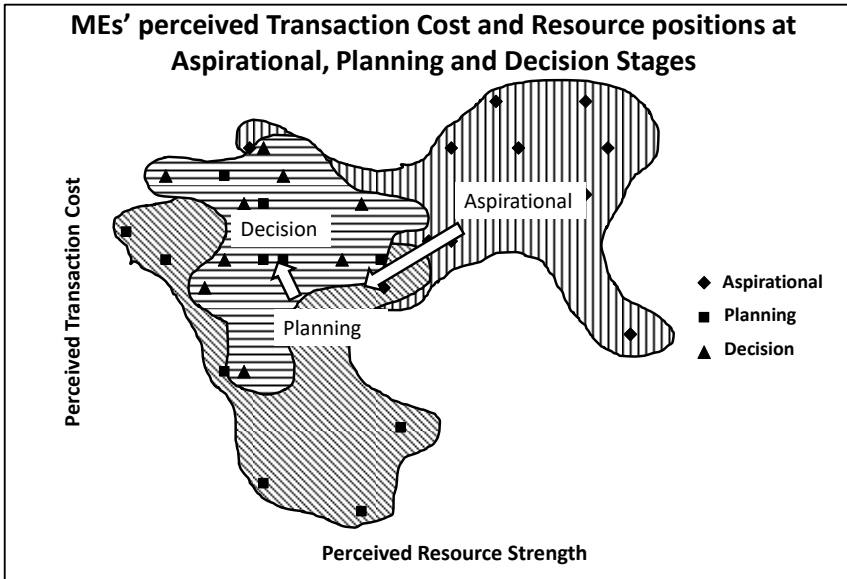 MEs’ perceived Transaction Cost and Resource positions at
Aspirational, Planning and Decision Stages
Perceived Transaction Cost
Aspirational
Decision
Planning
Aspirational
Planning
Decision
Perceived Resource Strength